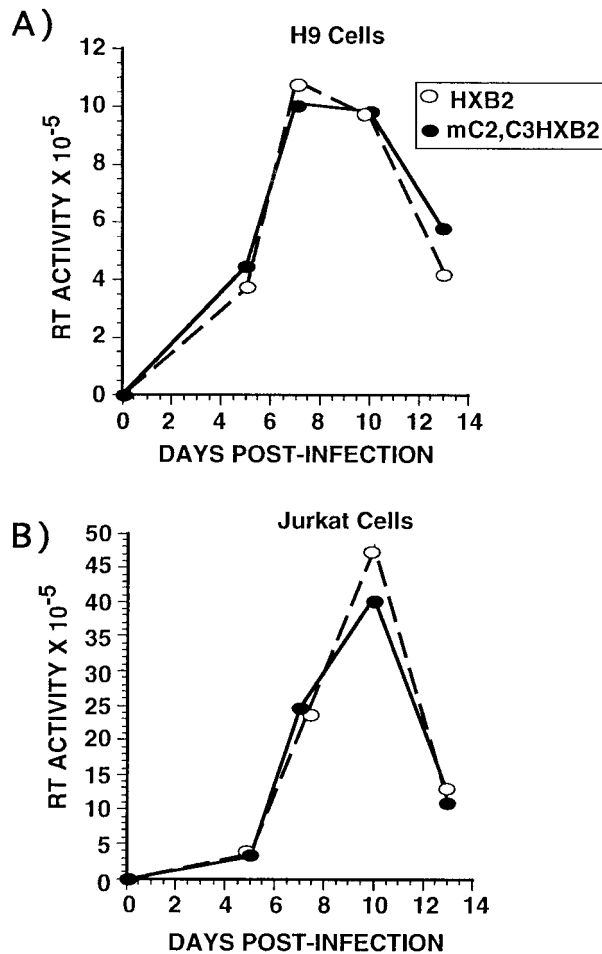 A)
H9 Cells
12
10
8
6
4
2
0
RT ACTIVITY X 10-5
0 2 4 6 8 10 12 14
DAYS POST-INFECTION
HXB2
mC2,C3HXB2
B)
Jurkat Cells
50
45
40
35
30
25
20
15
10
5
0
RT ACTIVITY X 10-5
0 2 4 6 8 10 12 14
DAYS POST-INFECTION